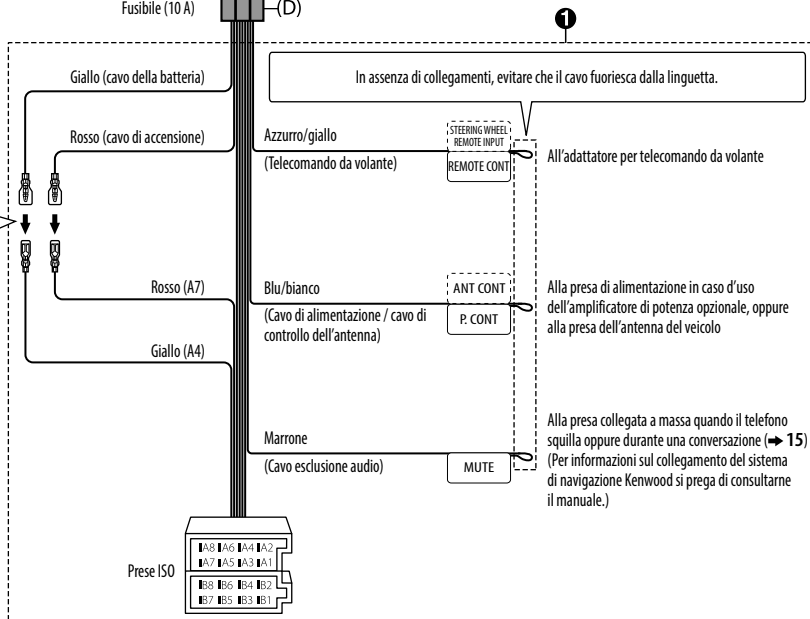 Fusibile (10 A)
(D)
1
Giallo (cavo della batteria)
In assenza di collegamenti, evitare che il cavo fuoriesca dalla linguetta.
Rosso (cavo di accensione)
Azzurro/giallo
(Telecomando da volante)
STEERING WHEEL
REMOTE INPUT
REMOTE CONT
All'adattatore per telecomando da volante
Rosso (A7)
Blu/bianco
(Cavo di alimentazione / cavo di
controllo dell'antenna)
ANT CONT
P. CONT
Alla presa di alimentazione in caso d'uso
dell'amplificatore di potenza opzionale, oppure
alla presa dell'antenna del veicolo
Giallo (A4)
Marrone
(Cavo esclusione audio)
MUTE
Alla presa collegata a massa quando il telefono
squilla oppure durante una conversazione (➜ 15)
(Per informazioni sul collegamento del sistema
di navigazione Kenwood si prega di consultarne
il manuale.)
Prese ISO
A8 A6 A4 A2
A7 A5 A3 A1
B8 B6 B4 B2
B7 B5 B3 B1